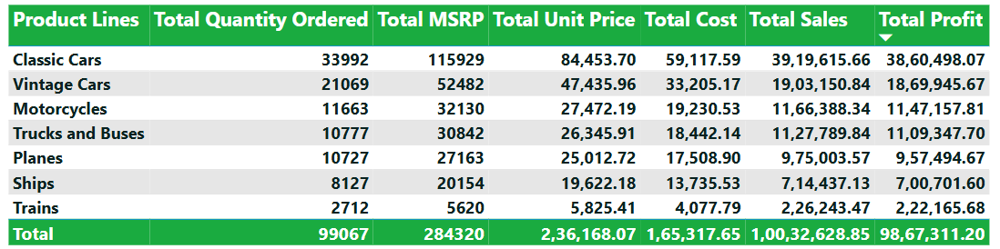 Product Lines Total Quantity Ordered Total MSRP Total Unit Price Total Cost Total Sales Total Profit
Classic Cars 33992 115929 84,453.70 59,117.59 39,19,615.66 38,60,498.07
Vintage Cars 21069 52482 47,435.96 33,205.17 19,03,150.84 18,69,945.67
Motorcycles 11663 32130 27,472.19 19,230.53 11,66,388.34 11,47,157.81
Trucks and Buses 10777 30842 26,345.91 18,442.14 11,27,789.84 11,09,347.70
Planes 10727 27163 25,012.72 17,508.90 9,75,003.57 9,57,494.67
Ships 8127 20154 19,622.18 13,735.53 7,14,437.13 7,00,701.60
Trains 2712 5620 5,825.41 4,077.79 2,26,243.47 2,22,165.68
Total 99067 284320 2,36,168.07 1,65,317.65 1,00,32,628.85 98,67,311.20